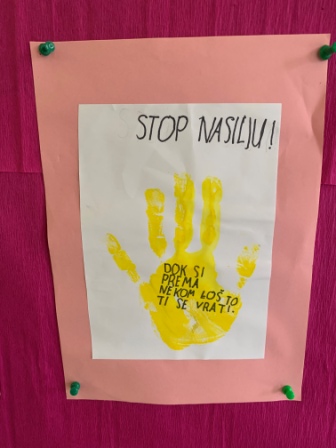 STOP NASILJU!
DOK SI
PREMA
NEKOM LOŠ, TO
TI SE VRATI.